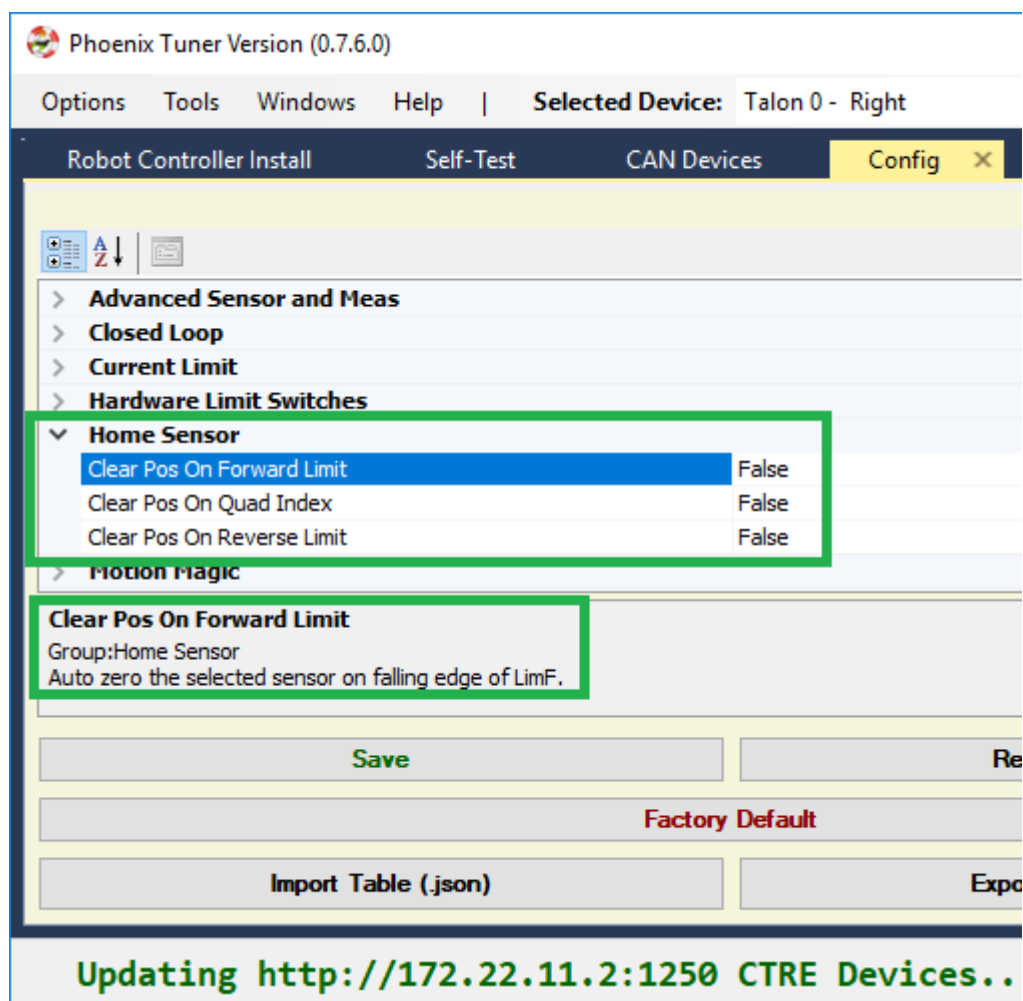 Phoenix Tuner Version (0.7.6.0)
Options Tools Windows Help | Selected Device: Talon 0 - Right
Robot Controller Install Self-Test CAN Devices Config ×
Advanced Sensor and Meas
Closed Loop
Current Limit
Hardware Limit Switches
Home Sensor
Clear Pos On Forward Limit False
Clear Pos On Quad Index False
Clear Pos On Reverse Limit False
Motion Magic
Clear Pos On Forward Limit
Group:Home Sensor
Auto zero the selected sensor on falling edge of LimF.
Save Re
Factory Default
Import Table (.json) Expo
Updating http://172.22.11.2:1250 CTRE Devices..